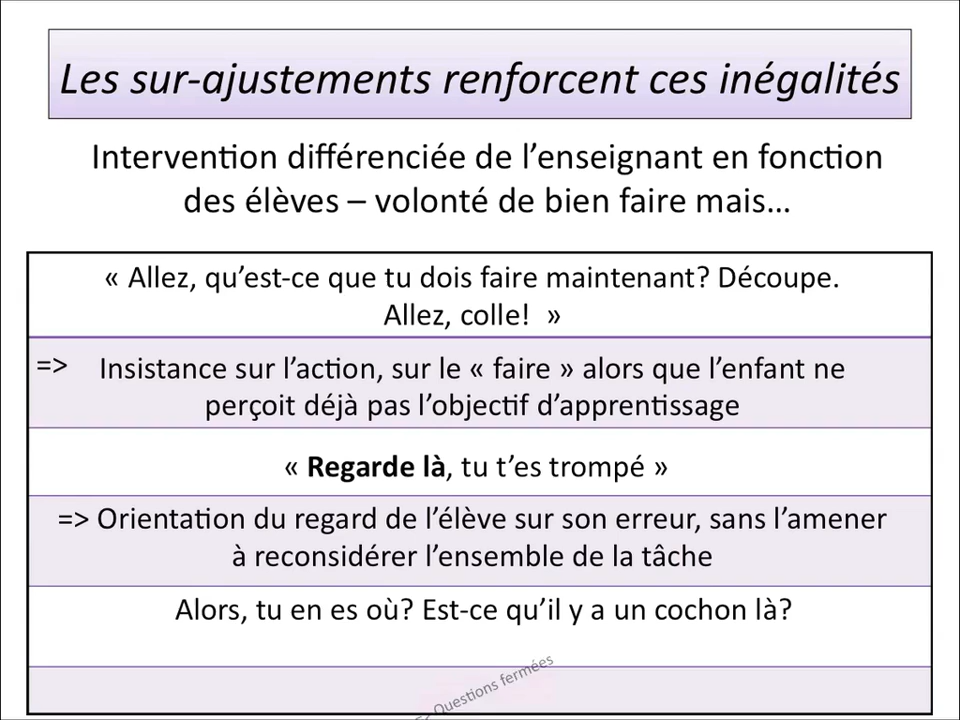 Les sur-ajustements renforcent ces inégalités
Intervention différenciée de l’enseignant en fonction
des élèves – volonté de bien faire mais…
« Allez, qu’est-ce que tu dois faire maintenant? Découpe.
Allez, colle! »
=> Insistance sur l’action, sur le « faire » alors que l’enfant ne
perçoit déjà pas l’objectif d’apprentissage
« Regarde là, tu t’es trompé »
=> Orientation du regard de l’élève sur son erreur, sans l’amener
à reconsidérer l’ensemble de la tâche
Alors, tu en es où? Est-ce qu’il y a un cochon là?
=> Questions fermées